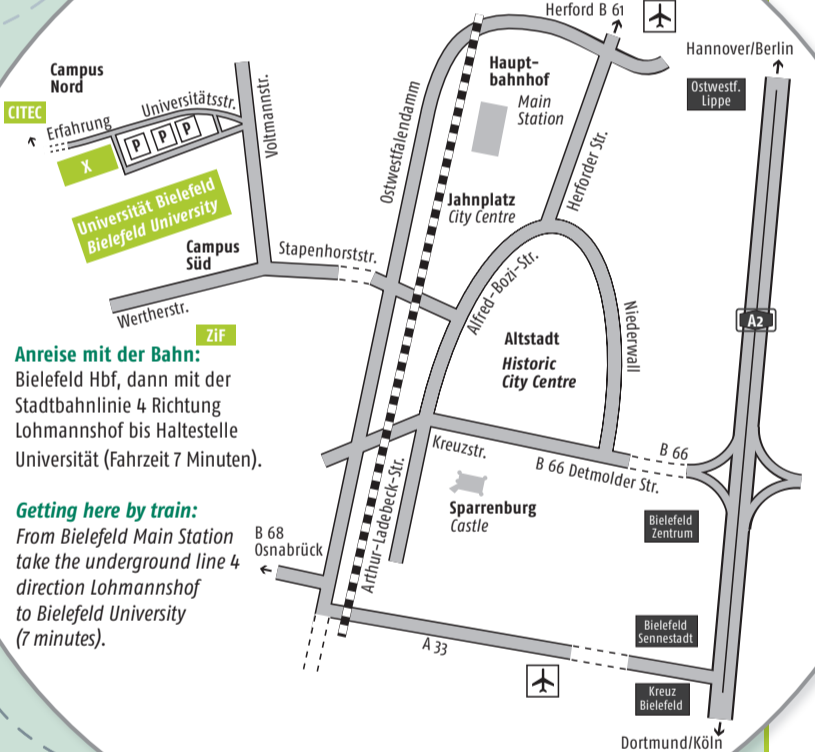 Herford B 61
Hannover/Berlin
Campus
Nord
CITEC
Erfahrung
Universitätsstr.
P P P
X
Voltmannstr.
Universität Bielefeld
Bielefeld University
Campus
Süd
Stapenhorststr.
Wertherstr.
ZiF
Ostwestfalendamm
Haupt-
bahnhof
Main
Station
Herforder Str.
Ostwestf.
Lippe
Jahnplatz
City Centre
Alfred-Bozi-Str.
Niederwall
Altstadt
Historic
City Centre
A2
Kreuzstr.
B 66 Detmolder Str.
B 66
Sparrenburg
Castle
Arthur-Ladebeck-Str.
B 68
Osnabrück
Bielefeld
Zentrum
Bielefeld
Sennestadt
A 33
Kreuz
Bielefeld
Dortmund/Köln
Anreise mit der Bahn:
Bielefeld Hbf, dann mit der
Stadtbahnlinie 4 Richtung
Lohmannshof bis Haltestelle
Universität (Fahrzeit 7 Minuten).
Getting here by train:
From Bielefeld Main Station
take the underground line 4
direction Lohmannshof
to Bielefeld University
(7 minutes).